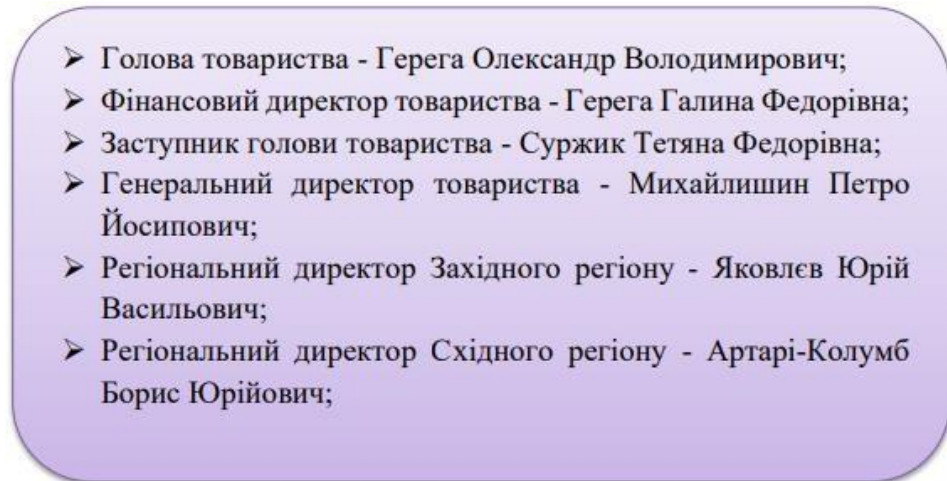 ➢ Голова товариства - Герега Олександр Володимирович;
➢ Фінансовий директор товариства - Герега Галина Федорівна;
➢ Заступник голови товариства - Суржик Тетяна Федорівна;
➢ Генеральний директор товариства - Михайлишин Петро
Йосипович;
➢ Регіональний директор Західного регіону - Яковлєв Юрій
Васильович;
➢ Регіональний директор Східного регіону - Артарі-Колумб
Борис Юрійович;